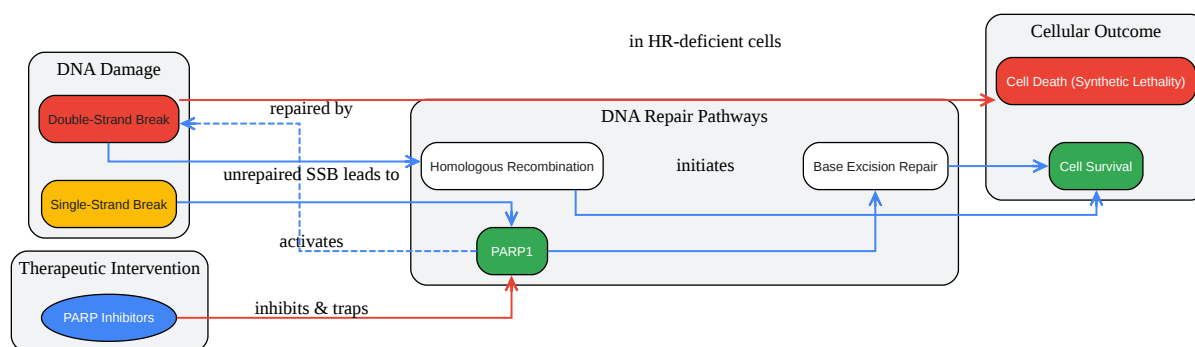 Cellular Outcome
in HR-deficient cells
DNA Damage
Cell Death (Synthetic Lethality)
repaired by
Double-Strand Break
DNA Repair Pathways
Homologous Recombination
initiates
Base Excision Repair
Cell Survival
unrepaired SSB leads to
Single-Strand Break
activates
PARP1
Therapeutic Intervention
PARP Inhibitors
inhibits & traps